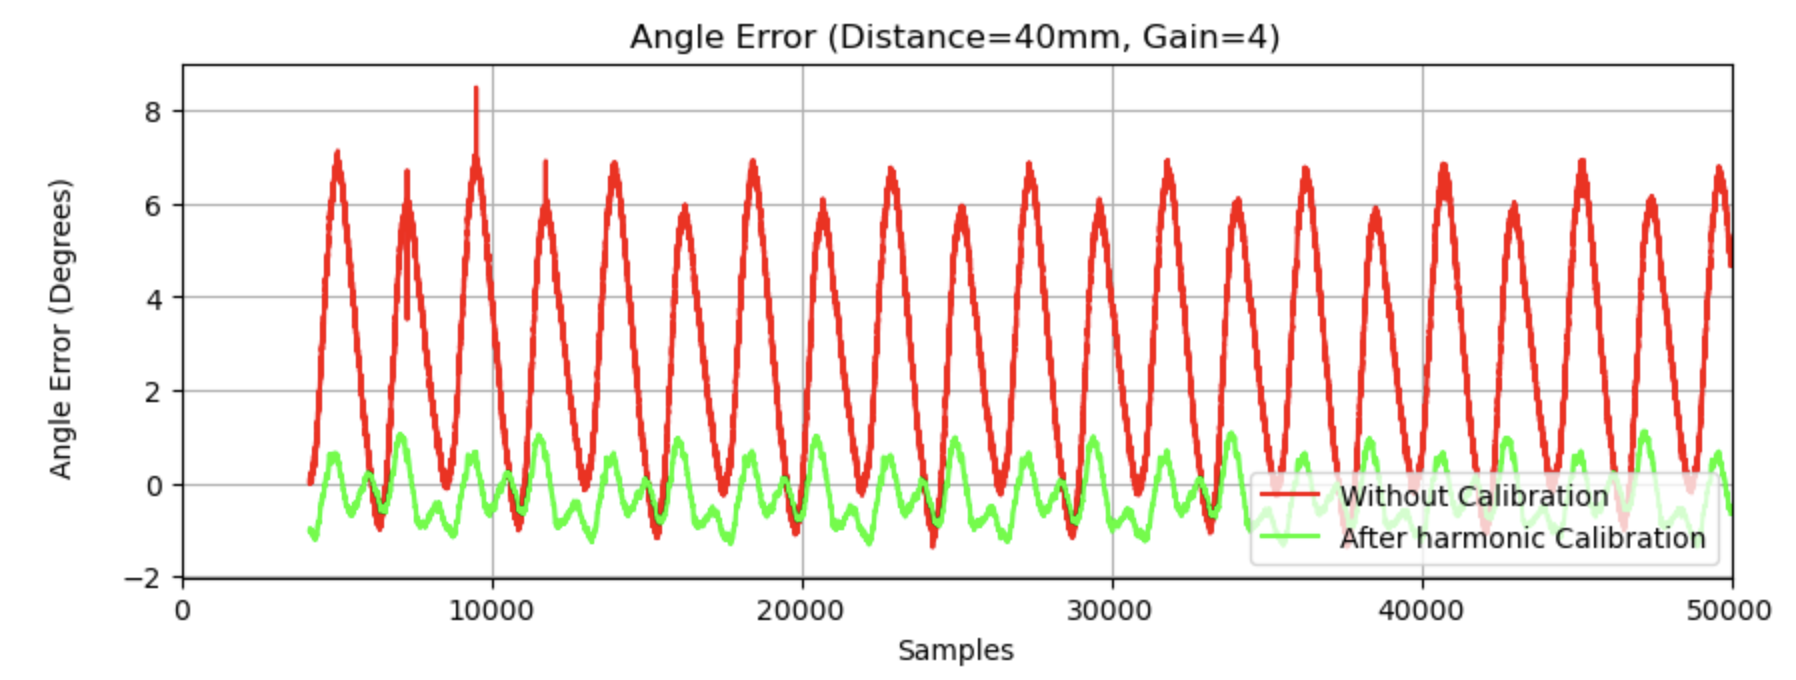 Angle Error (Distance=40mm, Gain=4)
Angle Error (Degrees)
8
6
4
2
0
−2
0 10000 20000 30000 40000 50000
Samples
Without Calibration
After harmonic Calibration